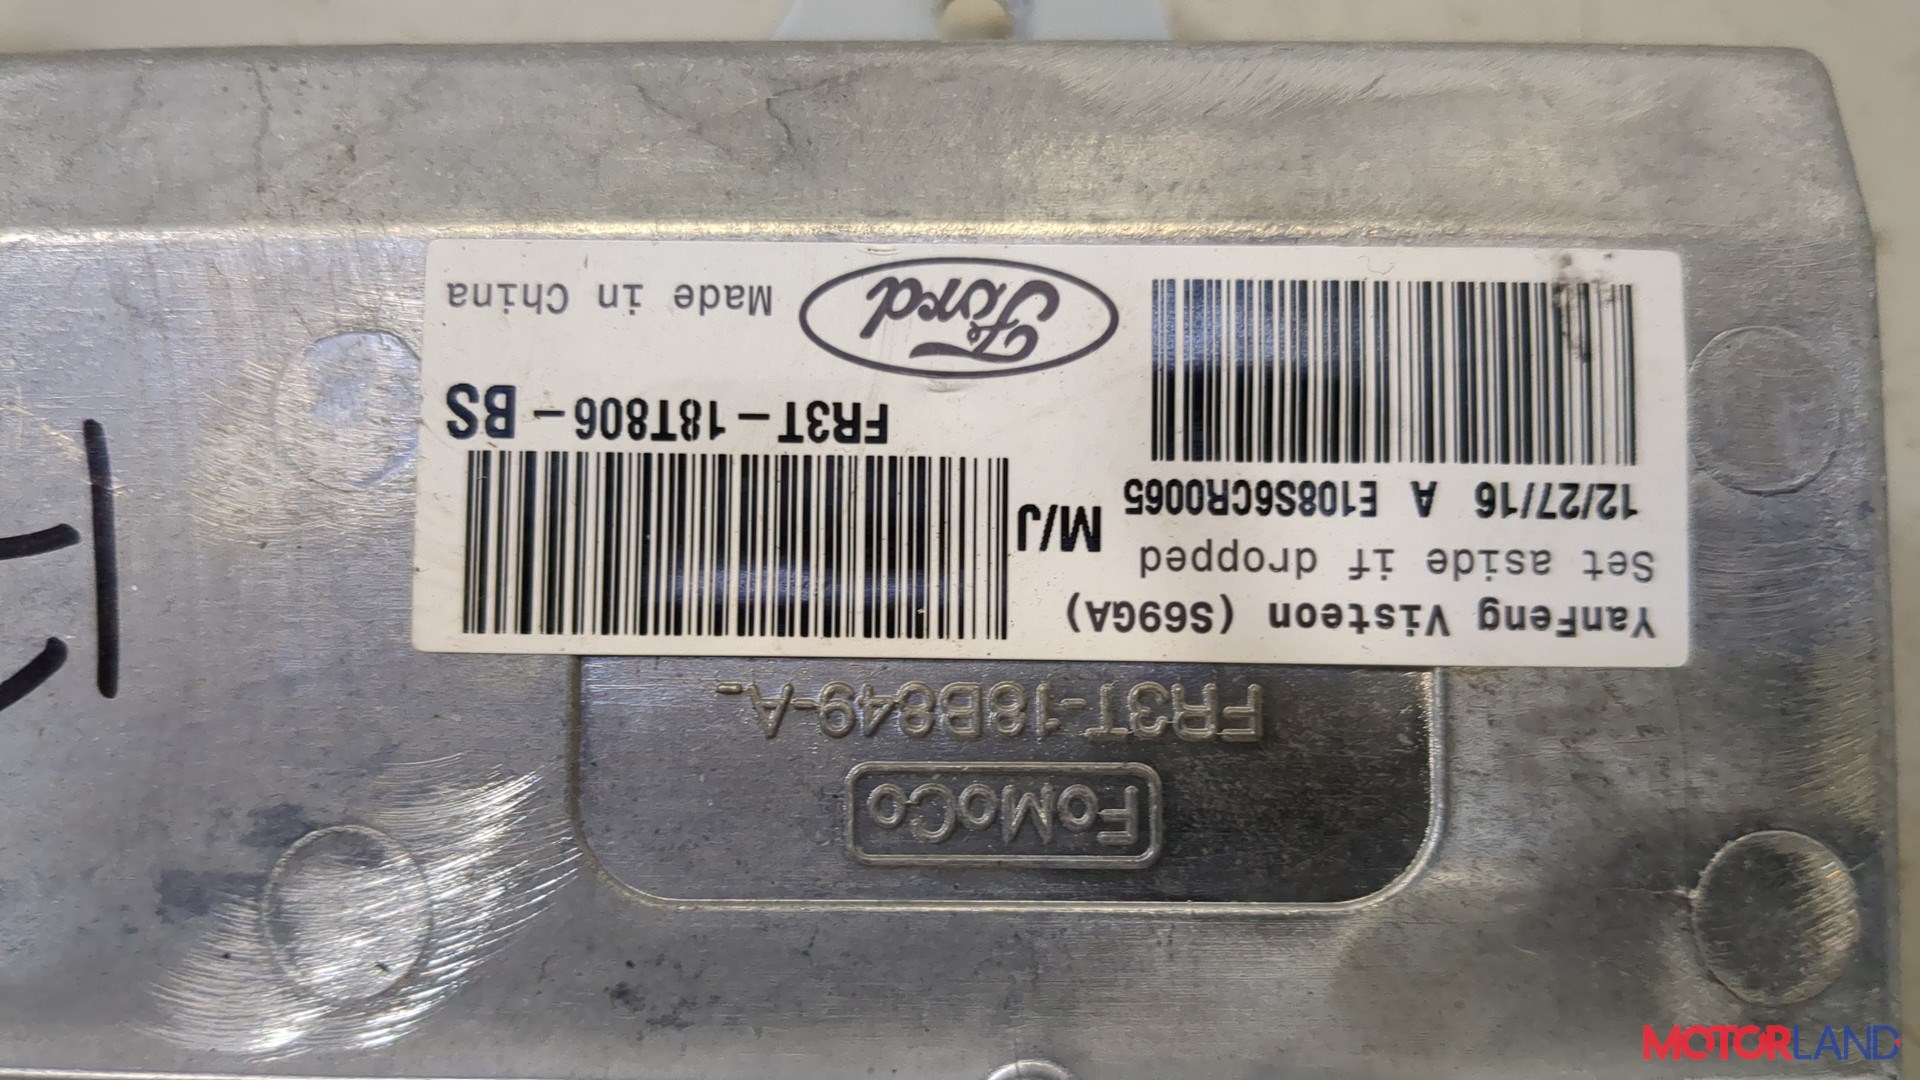 YanFeng Visteon (S69GA)
Set aside if dropped
12/27/16 A E108S6CR0065
M/J
FR3T-18T806-BS
Ford
Made in China
FoMoCo
FR3T-18B849-A_
MOTORLAND